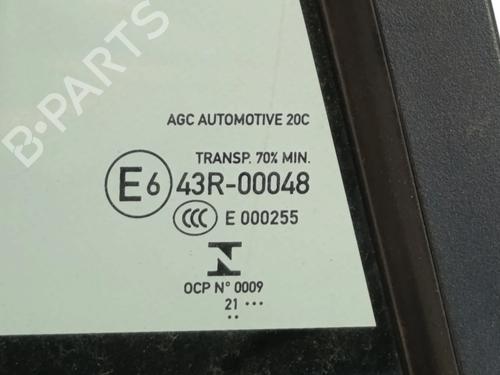 B-PARTS
AGC AUTOMOTIVE 20C
TRANSP. 70% MIN.
E6 43R-00048
CCC E 000255
N
OCP N° 0009
21 ...
..